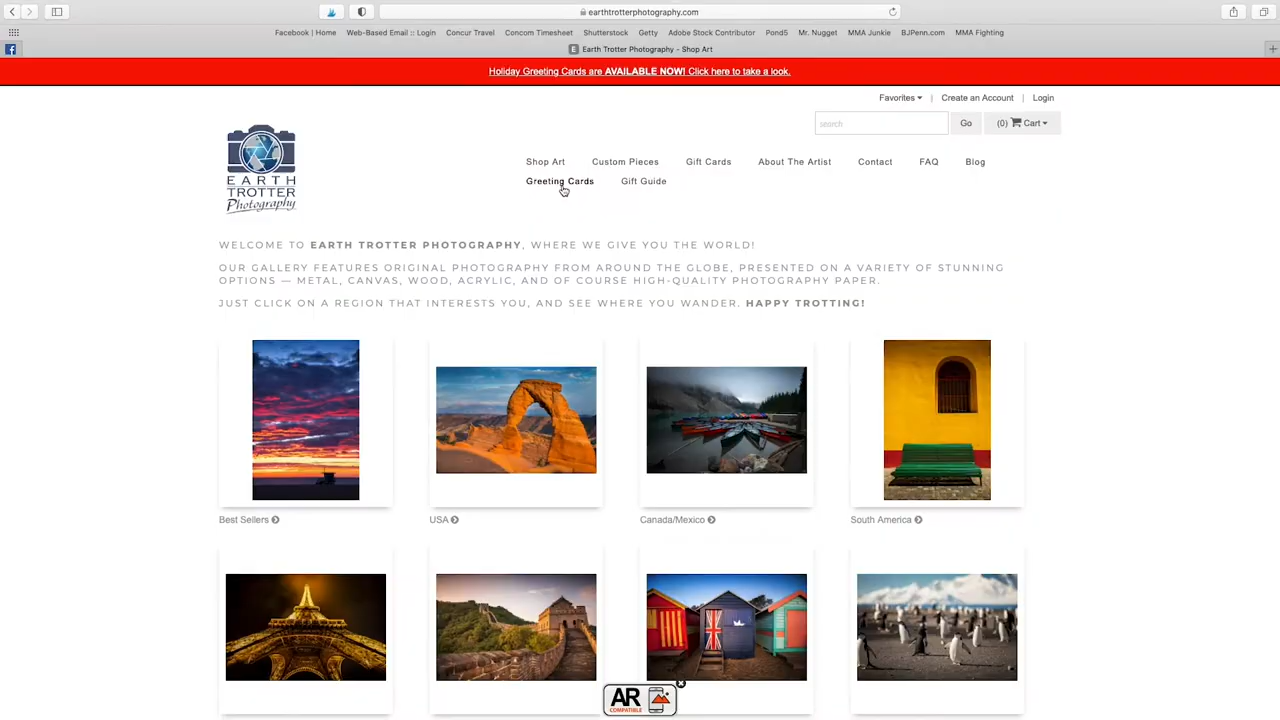 earthtrotterphotography.com
Facebook | Home Web-Based Email :: Login Concur Travel Concom Timesheet Shutterstock Getty Adobe Stock Contributor Pond5 Mr. Nugget MMA Junkie BJPenn.com MMA Fighting
E Earth Trotter Photography - Shop Art
Holiday Greeting Cards are AVAILABLE NOW! Click here to take a look.
Favorites | Create an Account | Login
search Go (0) Cart
EARTH
TROTTER
Photography
Shop Art Custom Pieces Gift Cards About The Artist Contact FAQ Blog
Greeting Cards Gift Guide
WELCOME TO EARTH TROTTER PHOTOGRAPHY, WHERE WE GIVE YOU THE WORLD!
OUR GALLERY FEATURES ORIGINAL PHOTOGRAPHY FROM AROUND THE GLOBE, PRESENTED ON A VARIETY OF STUNNING
OPTIONS — METAL, CANVAS, WOOD, ACRYLIC, AND OF COURSE HIGH-QUALITY PHOTOGRAPHY PAPER.
JUST CLICK ON A REGION THAT INTERESTS YOU, AND SEE WHERE YOU WANDER. HAPPY TROTTING!
Best Sellers USA Canada/Mexico South America
AR
COMPATIBLE